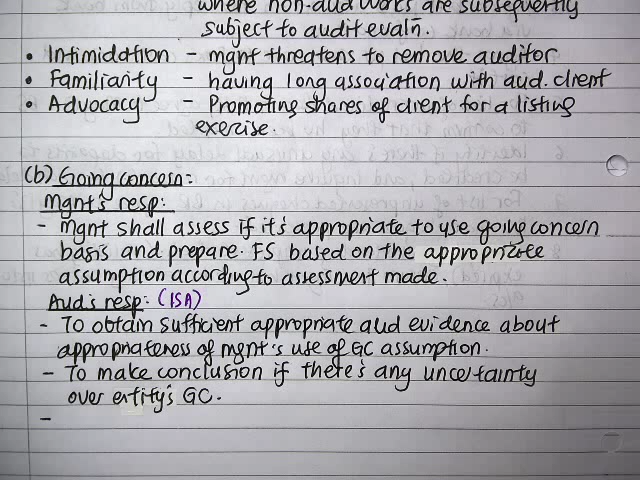 where non-aud works are subsequently
subject to audit evaln.
• Intimidation – mgnt threatens to remove auditor
• Familiarity – having long association with aud. client
• Advocacy – Promoting shares of client for a listing
exercise.
(b) Going concern:
Mgnt's resp:
- mgnt shall assess if it's appropriate to use going concern
basis and prepare. FS based on the appropriate
assumption according to assessment made.
Aud's resp: (ISA)
- To obtain sufficient appropriate aud evidence about
appropriateness of mgnt's use of GC assumption.
- To make conclusion if there's any uncertainty
over entity's GC.
-